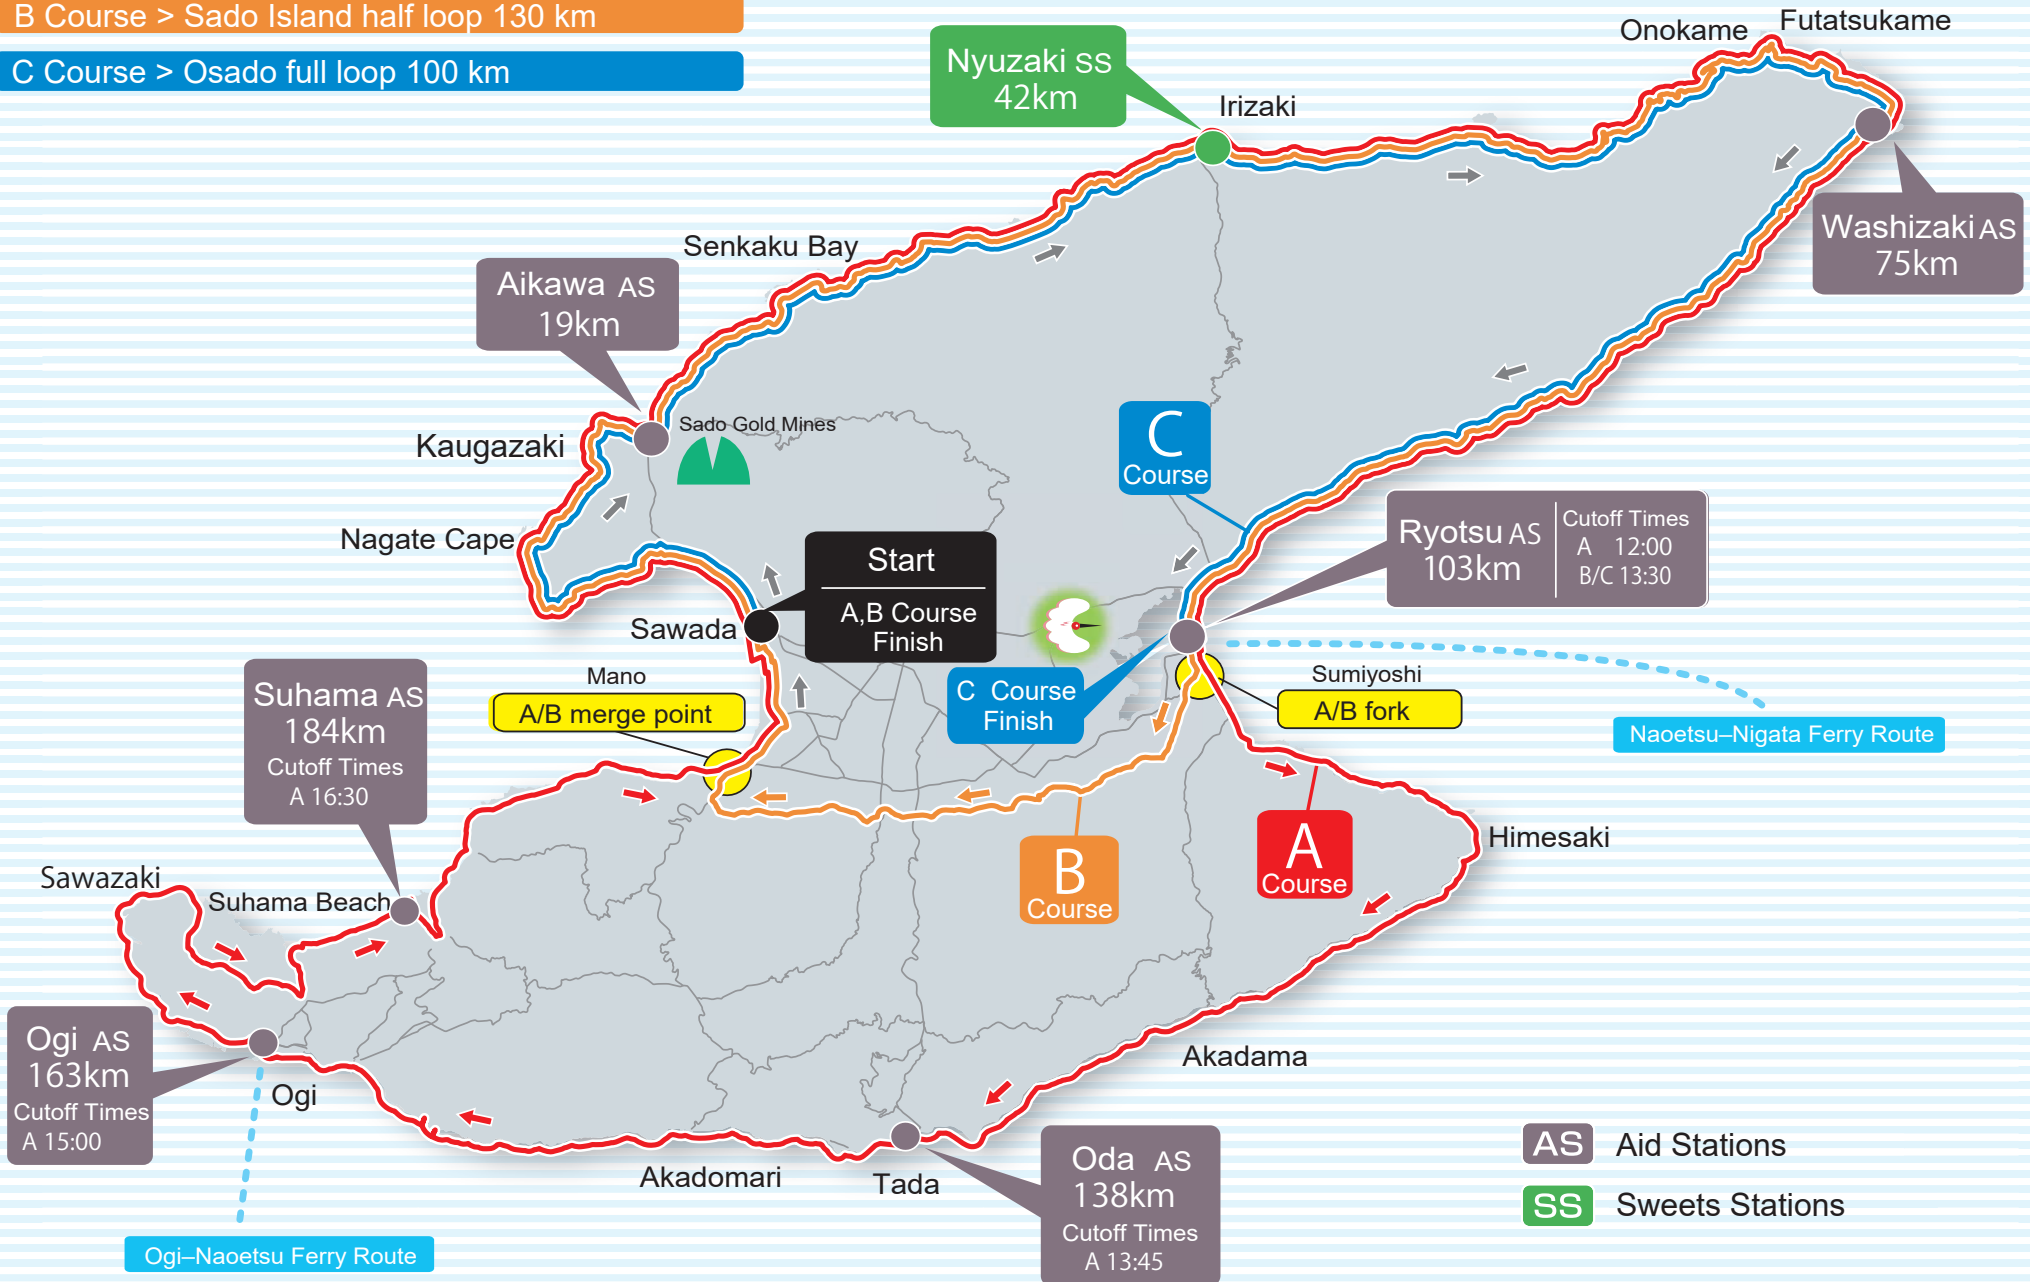 B Course > Sado Island half loop 130 km
C Course > Osado full loop 100 km
Onokame
Futatsukame
Nyuzaki SS
42km
Irizaki
Washizaki AS
75km
Senkaku Bay
Aikawa AS
19km
Sado Gold Mines
Kaugazaki
C
Course
Nagate Cape
Ryotsu AS
103km
Cutoff Times
A 12:00
B/C 13:30
Start
A,B Course
Finish
Sawada
Mano
A/B merge point
C Course
Finish
Sumiyoshi
A/B fork
Naoetsu–Nigata Ferry Route
Suhama AS
184km
Cutoff Times
A 16:30
Himesaki
A
Course
B
Course
Sawazaki
Suhama Beach
Ogi AS
163km
Cutoff Times
A 15:00
Ogi
Akadama
Akadomari
Tada
Oda AS
138km
Cutoff Times
A 13:45
AS Aid Stations
SS Sweets Stations
Ogi–Naoetsu Ferry Route